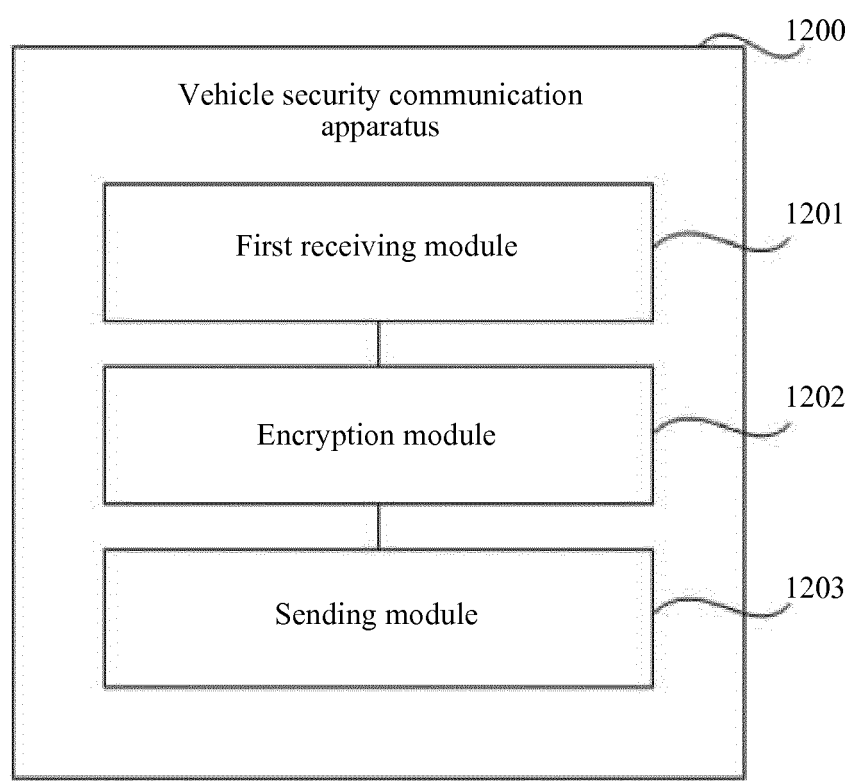 1200
Vehicle security communication
apparatus
First receiving module
1201
Encryption module
1202
Sending module
1203